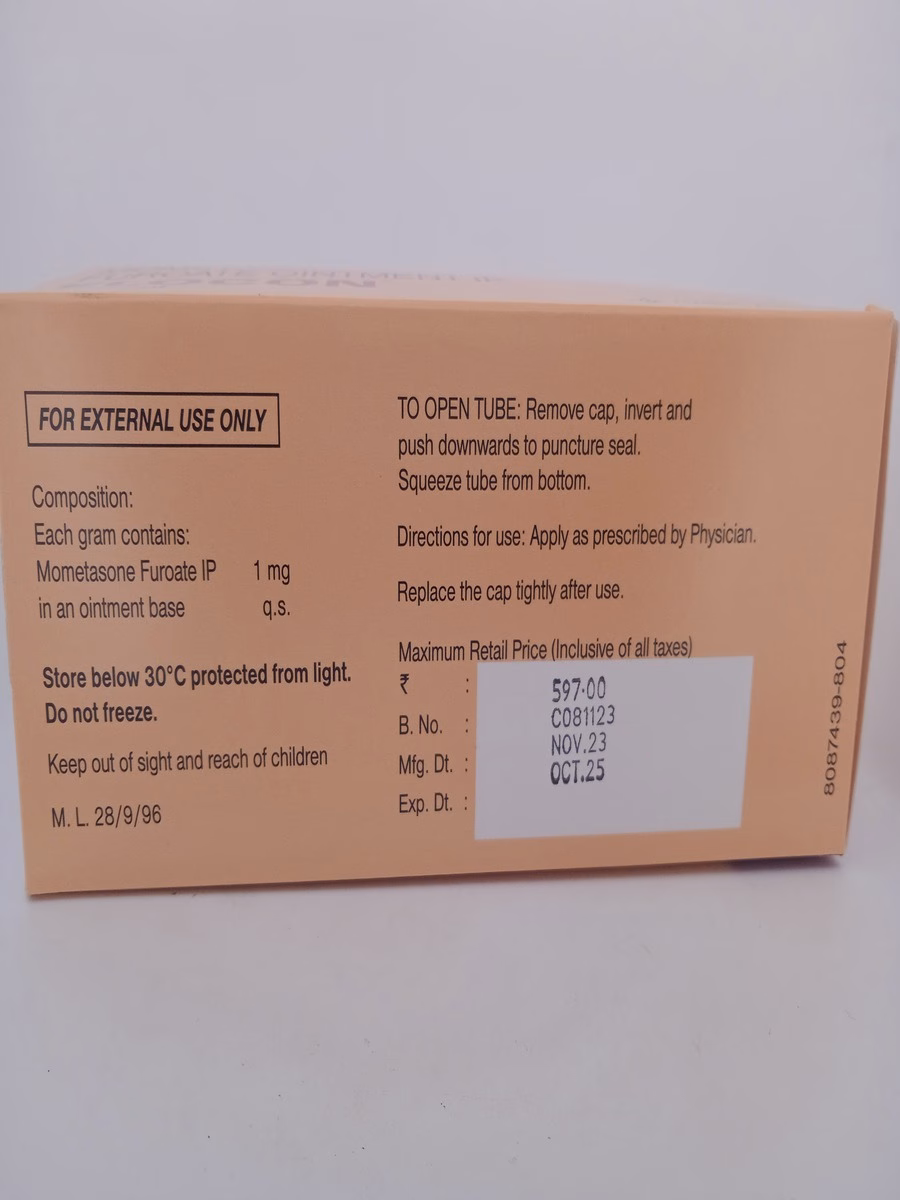 FUROATE OINTMENT IP
ELOCON
FOR EXTERNAL USE ONLY
Composition:
Each gram contains:
Mometasone Furoate IP 1 mg
in an ointment base q.s.
Store below 30°C protected from light.
Do not freeze.
Keep out of sight and reach of children
M. L. 28/9/96
TO OPEN TUBE: Remove cap, invert and
push downwards to puncture seal.
Squeeze tube from bottom.
Directions for use: Apply as prescribed by Physician.
Replace the cap tightly after use.
Maximum Retail Price (Inclusive of all taxes)
₹ : 597.00
B. No. : C081123
Mfg. Dt. : NOV.23
Exp. Dt. : OCT.25
8087439-804